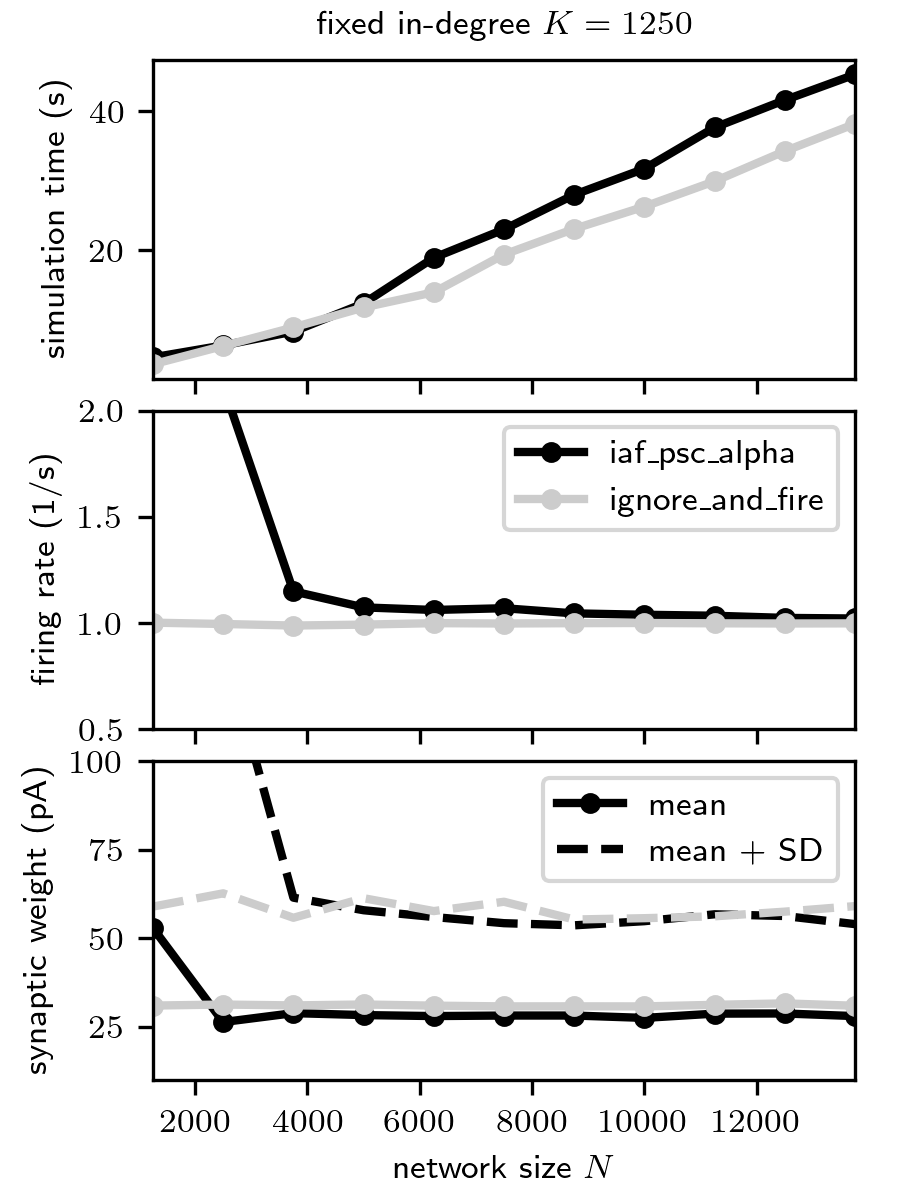 fixed in-degree K = 1250
simulation time (s)
40
20
firing rate (1/s)
2.0
1.5
1.0
0.5
iaf_psc_alpha
ignore_and_fire
synaptic weight (pA)
100
75
50
25
mean
mean + SD
2000 4000 6000 8000 10000 12000
network size N